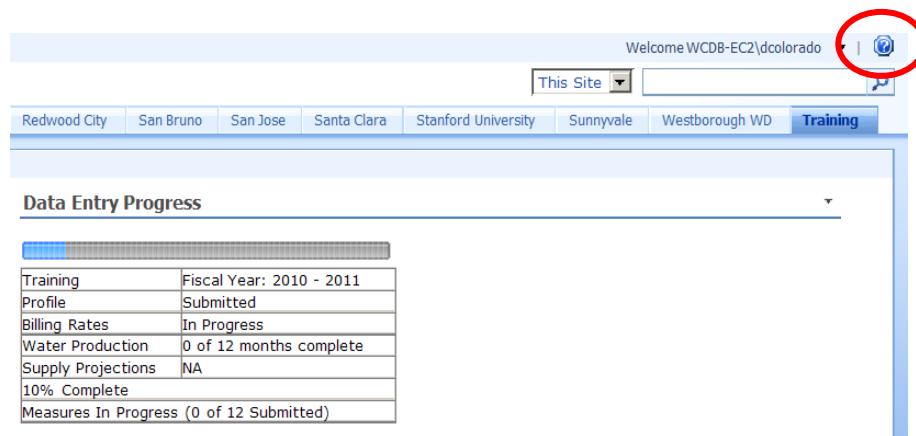 Welcome WCDB-EC2\dcolorado |
This Site
Redwood City San Bruno San Jose Santa Clara Stanford University Sunnyvale Westborough WD Training
Data Entry Progress
Training Fiscal Year: 2010 - 2011
Profile Submitted
Billing Rates In Progress
Water Production 0 of 12 months complete
Supply Projections NA
10% Complete
Measures In Progress (0 of 12 Submitted)